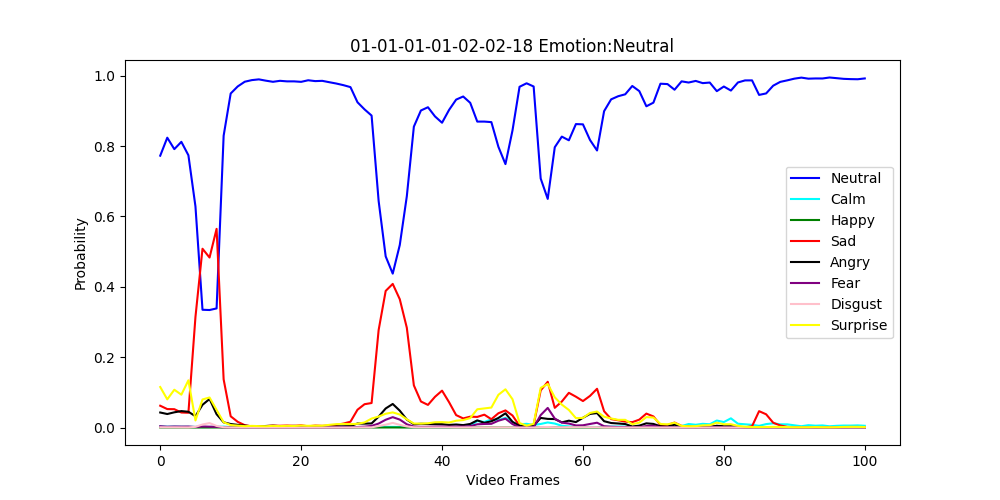 01-01-01-01-02-02-18 Emotion:Neutral
1.0
0.8
0.6
0.4
0.2
0.0
Probability
0 20 40 60 80 100
Video Frames
Neutral
Calm
Happy
Sad
Angry
Fear
Disgust
Surprise